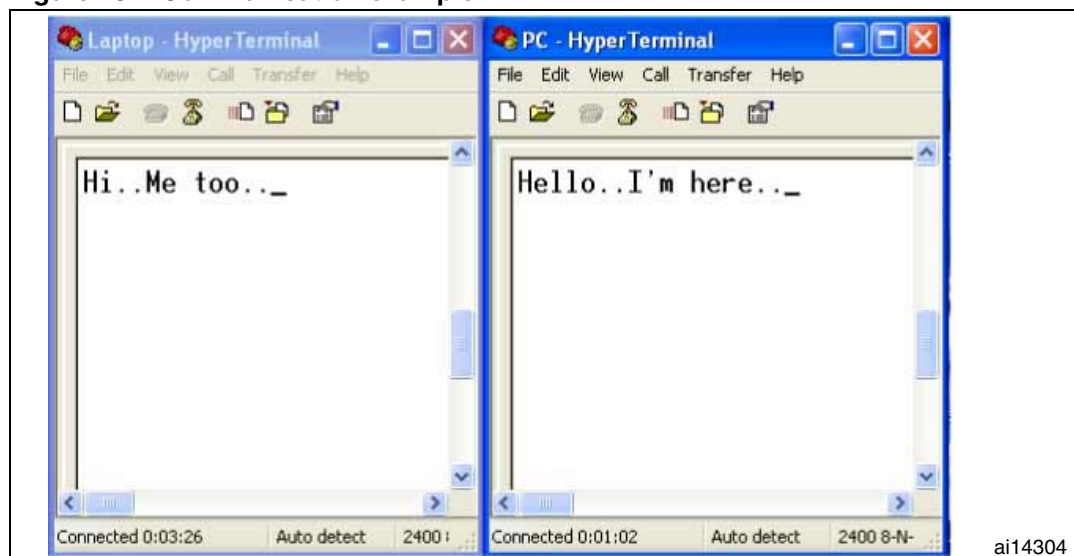 Laptop - HyperTerminal
File Edit View Call Transfer Help
Hi..Me too.._
Connected 0:03:26 Auto detect 2400
PC - HyperTerminal
File Edit View Call Transfer Help
Hello..I'm here.._
Connected 0:01:02 Auto detect 2400 8-N-
ai14304